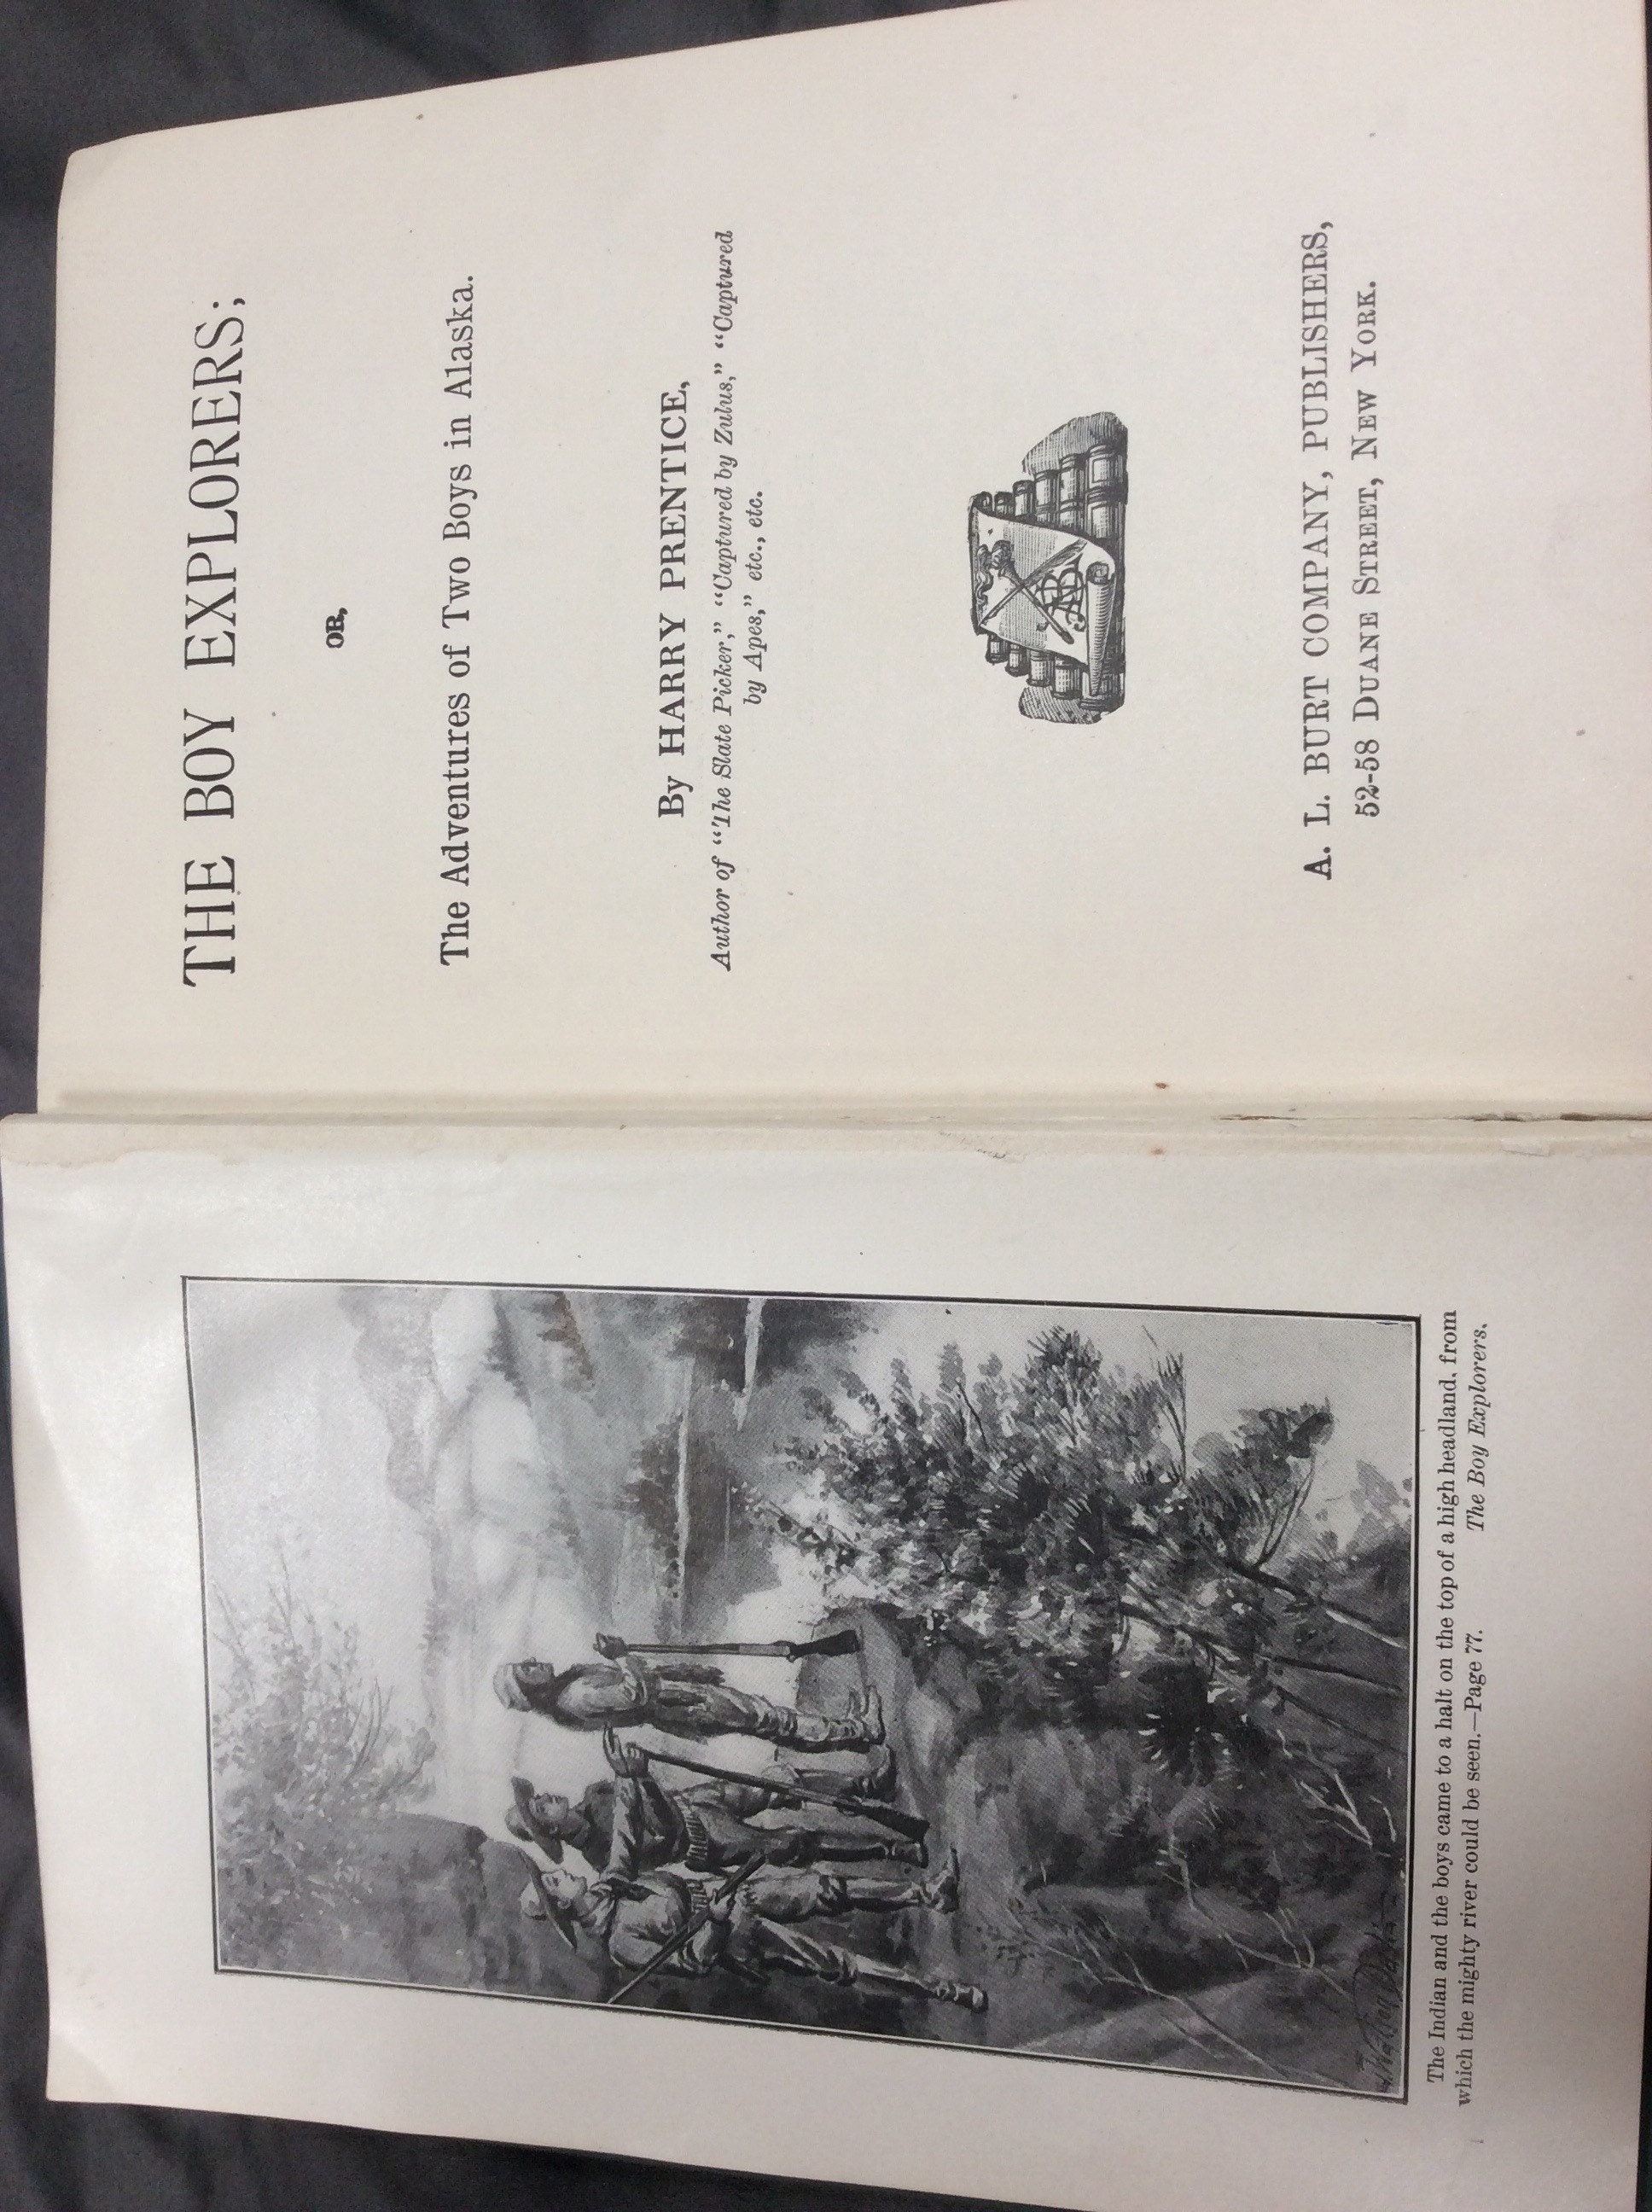 The Indian and the boys came to a halt on the top of a high headland, from
which the mighty river could be seen.—Page 77. The Boy Explorers.
THE BOY EXPLORERS;
OR,
The Adventures of Two Boys in Alaska.
By HARRY PRENTICE,
Author of "The Slate Picker," "Captured by Zulus," "Captured
by Apes," etc., etc.
A. L. BURT COMPANY, PUBLISHERS,
52-58 DUANE STREET, NEW YORK.